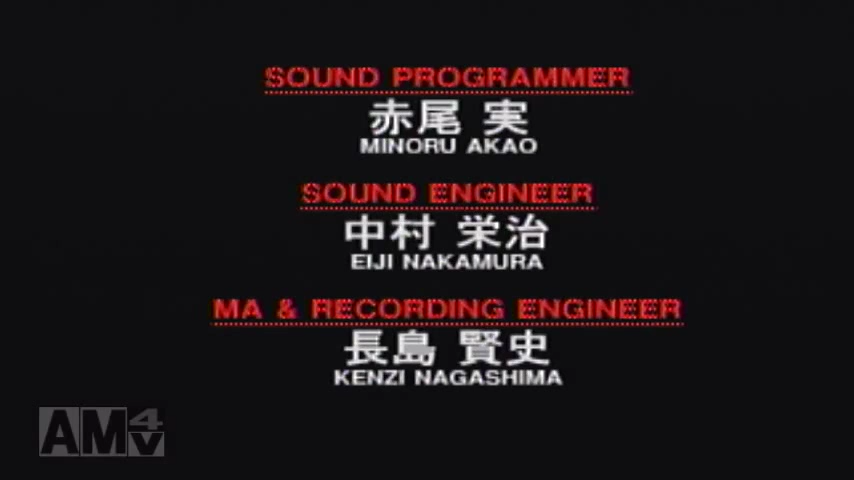 SOUND PROGRAMMER
赤尾 実
MINORU AKAO
SOUND ENGINEER
中村 栄治
EIJI NAKAMURA
MA & RECORDING ENGINEER
長島 賢史
KENZI NAGASHIMA
AM4V